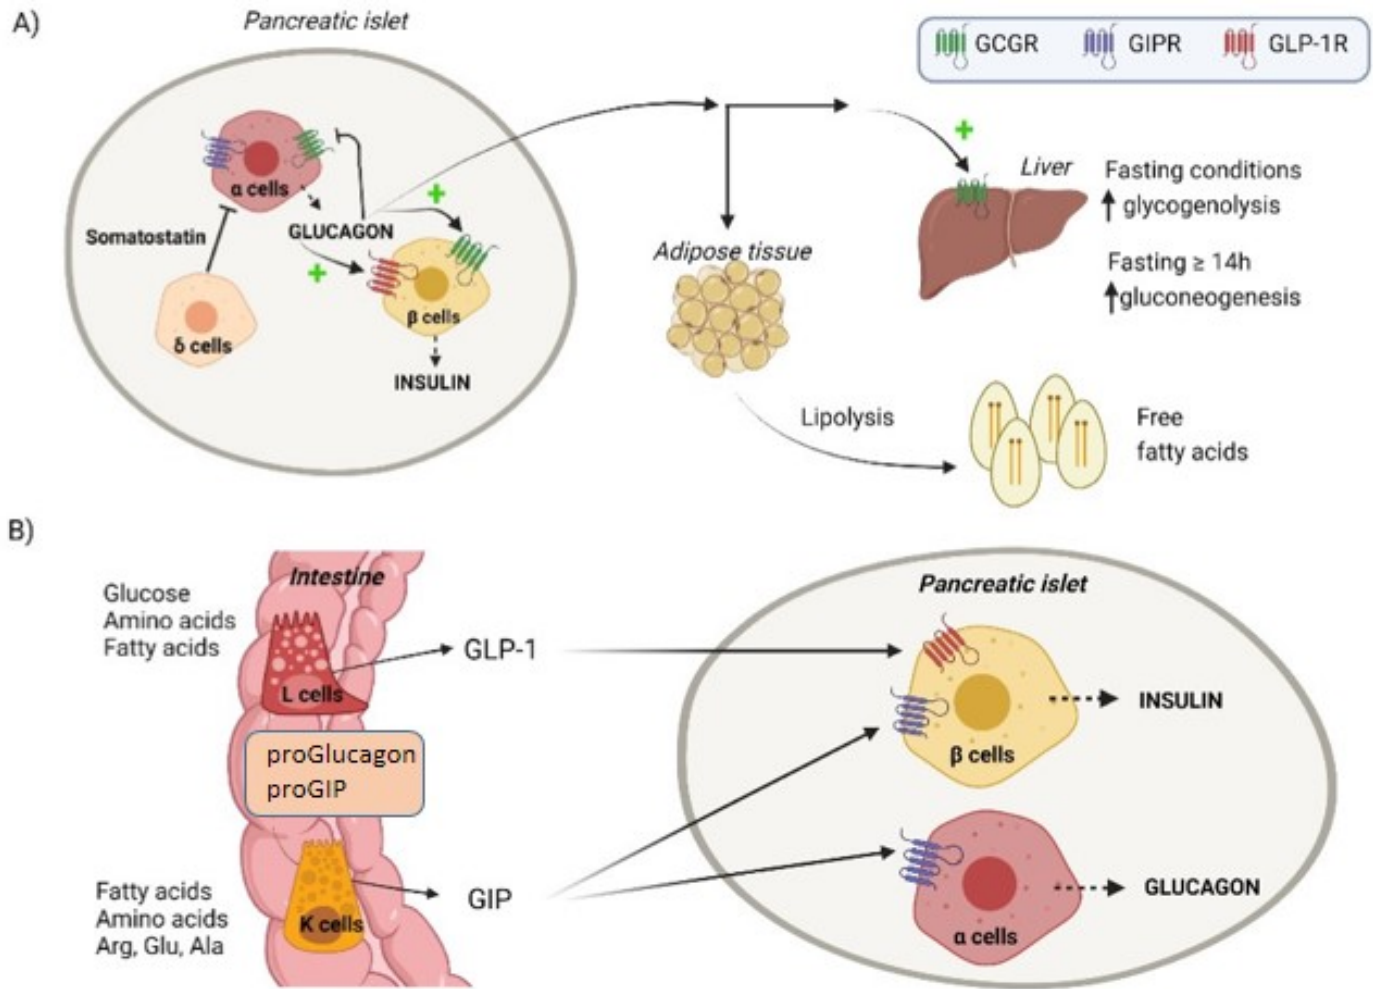 A)
Pancreatic islet
GCGR
GIPR
GLP-1R
α cells
Somatostatin
GLUCAGON
+
+
δ cells
β cells
INSULIN
Adipose tissue
+
Liver
Fasting conditions
glycogenolysis
Fasting ≥ 14h
gluconeogenesis
Lipolysis
Free
fatty acids
B)
Intestine
Glucose
Amino acids
Fatty acids
L cells
GLP-1
proGlucagon
proGIP
Fatty acids
Amino acids
Arg, Glu, Ala
K cells
GIP
Pancreatic islet
β cells
INSULIN
α cells
GLUCAGON